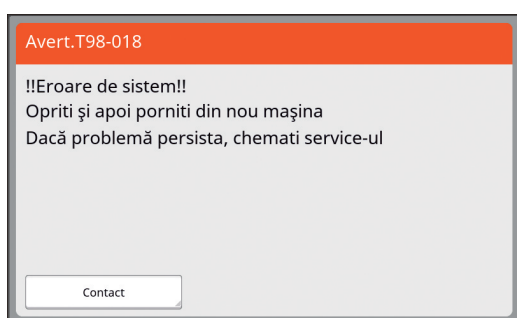 Avert.T98-018
!!Eroare de sistem!!
Opriti şi apoi porniti din nou maşina
Dacă problemă persista, chemati service-ul
Contact